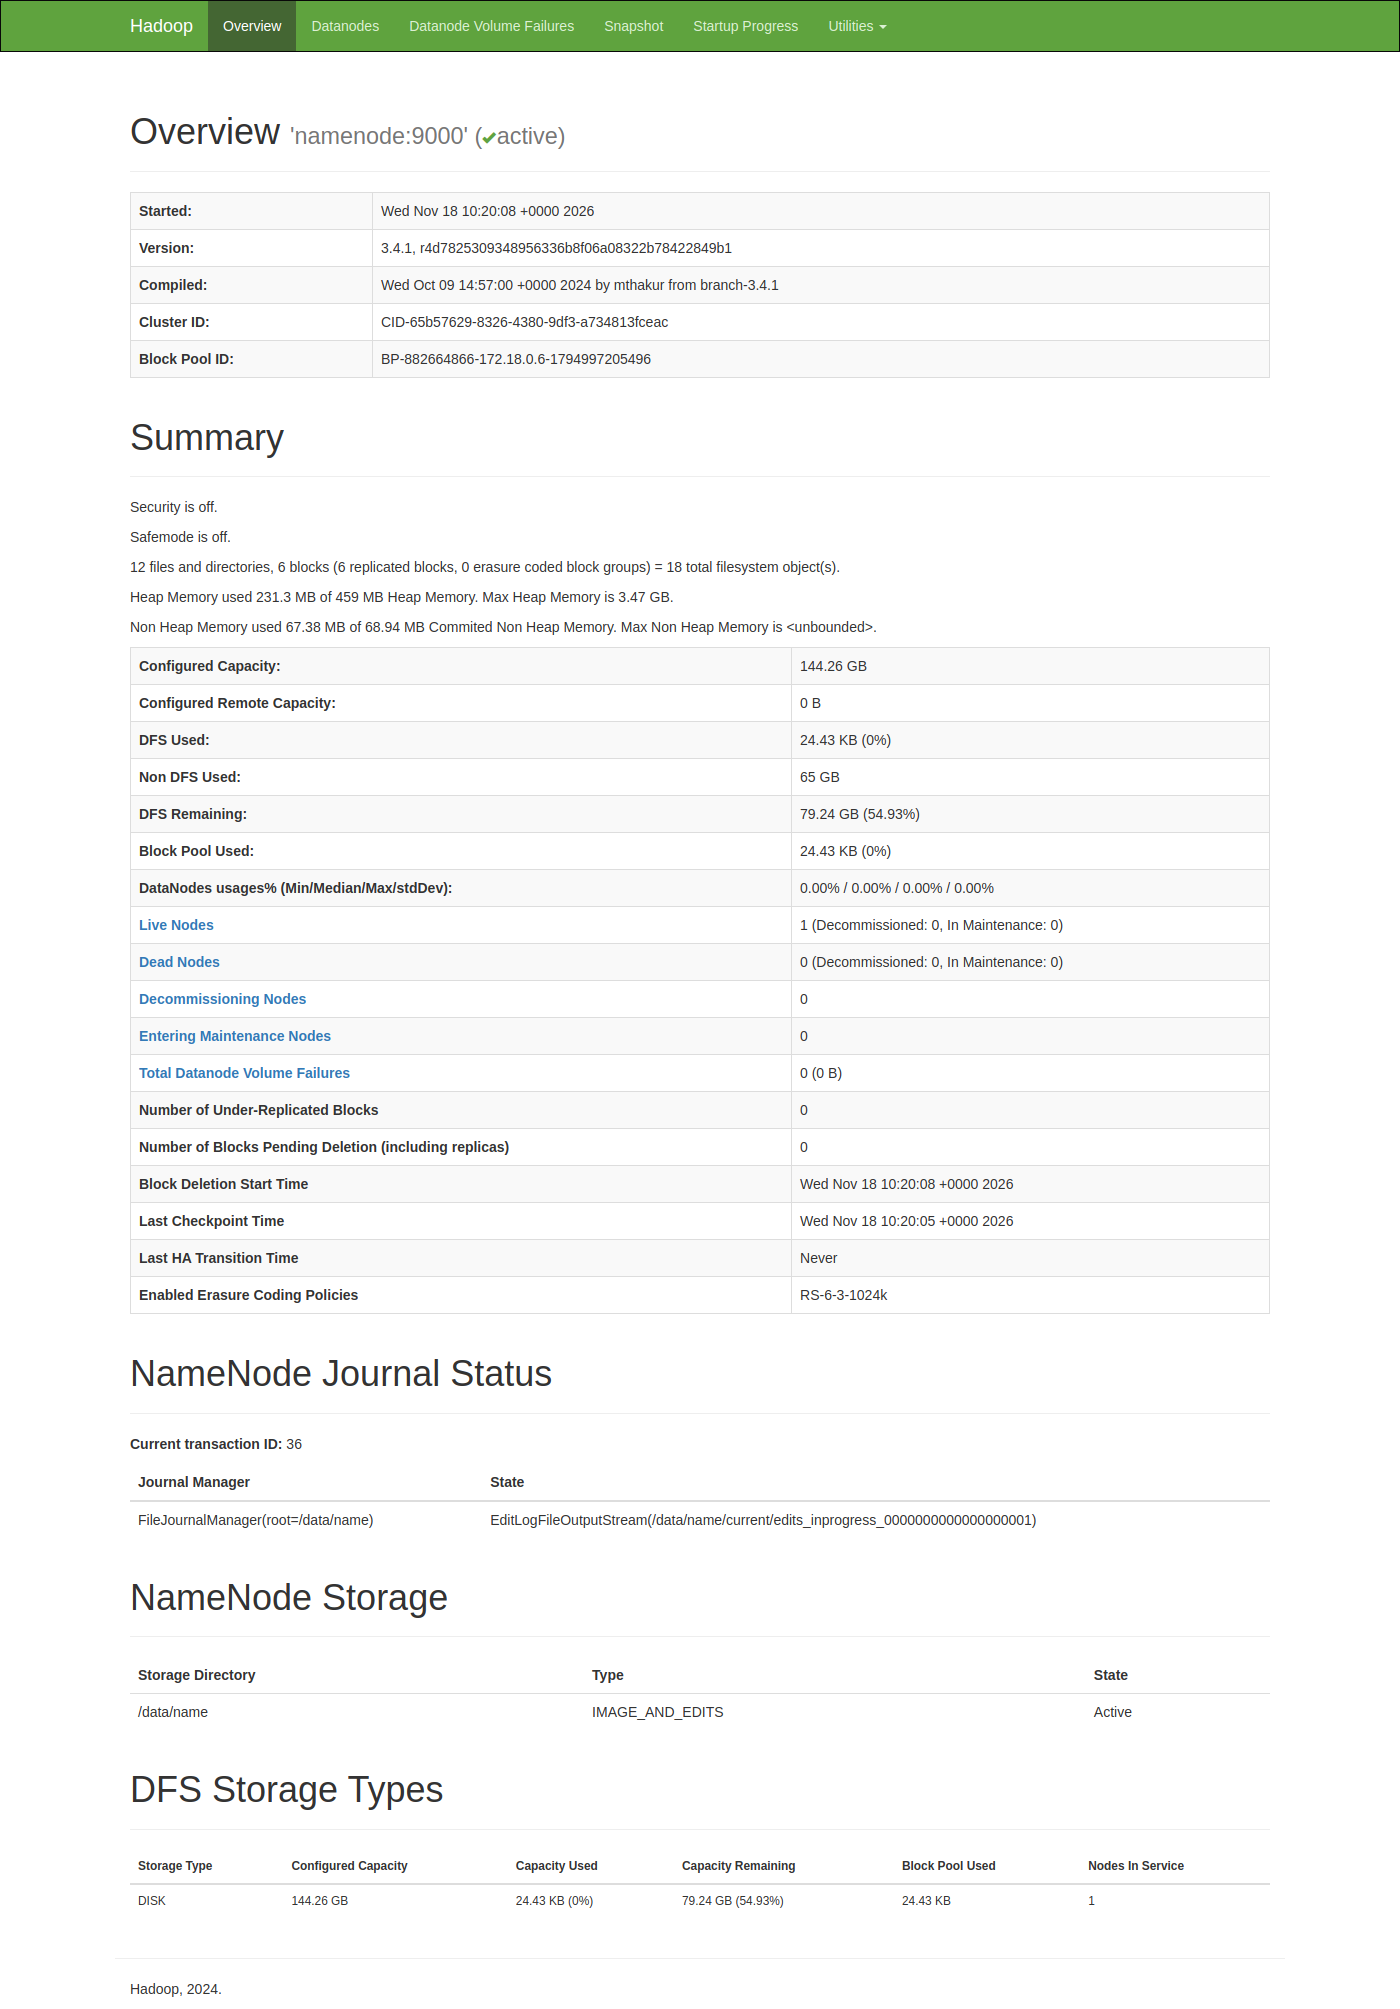 Hadoop Overview Datanodes Datanode Volume Failures Snapshot Startup Progress Utilities
Overview 'namenode:9000' (✔active)
Started: Wed Nov 18 10:20:08 +0000 2026
Version: 3.4.1, r4d7825309348956336b8f06a08322b78422849b1
Compiled: Wed Oct 09 14:57:00 +0000 2024 by mthakur from branch-3.4.1
Cluster ID: CID-65b57629-8326-4380-9df3-a734813fceac
Block Pool ID: BP-882664866-172.18.0.6-1794997205496
Summary
Security is off.
Safemode is off.
12 files and directories, 6 blocks (6 replicated blocks, 0 erasure coded block groups) = 18 total filesystem object(s).
Heap Memory used 231.3 MB of 459 MB Heap Memory. Max Heap Memory is 3.47 GB.
Non Heap Memory used 67.38 MB of 68.94 MB Commited Non Heap Memory. Max Non Heap Memory is <unbounded>.
Configured Capacity: 144.26 GB
Configured Remote Capacity: 0 B
DFS Used: 24.43 KB (0%)
Non DFS Used: 65 GB
DFS Remaining: 79.24 GB (54.93%)
Block Pool Used: 24.43 KB (0%)
DataNodes usages% (Min/Median/Max/stdDev): 0.00% / 0.00% / 0.00% / 0.00%
Live Nodes 1 (Decommissioned: 0, In Maintenance: 0)
Dead Nodes 0 (Decommissioned: 0, In Maintenance: 0)
Decommissioning Nodes 0
Entering Maintenance Nodes 0
Total Datanode Volume Failures 0 (0 B)
Number of Under-Replicated Blocks 0
Number of Blocks Pending Deletion (including replicas) 0
Block Deletion Start Time Wed Nov 18 10:20:08 +0000 2026
Last Checkpoint Time Wed Nov 18 10:20:05 +0000 2026
Last HA Transition Time Never
Enabled Erasure Coding Policies RS-6-3-1024k
NameNode Journal Status
Current transaction ID: 36
Journal Manager State
FileJournalManager(root=/data/name) EditLogFileOutputStream(/data/name/current/edits_inprogress_0000000000000000001)
NameNode Storage
Storage Directory Type State
/data/name IMAGE_AND_EDITS Active
DFS Storage Types
Storage Type Configured Capacity Capacity Used Capacity Remaining Block Pool Used Nodes In Service
DISK 144.26 GB 24.43 KB (0%) 79.24 GB (54.93%) 24.43 KB 1
Hadoop, 2024.